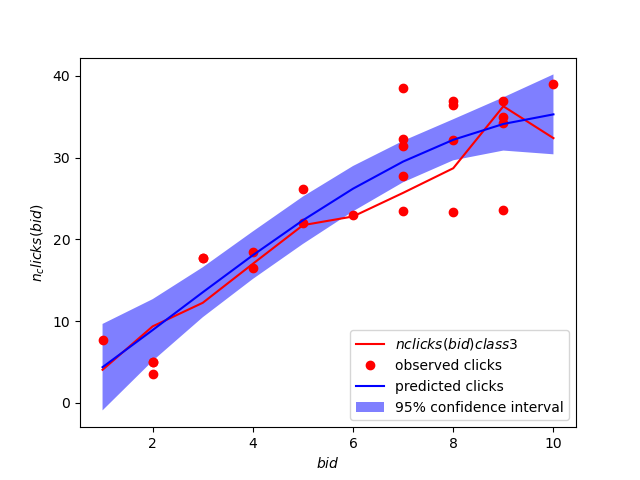 40
30
20
10
0
n_clicks(bid)
nclicks(bid)class3
observed clicks
predicted clicks
95% confidence interval
2
4
6
8
10
bid